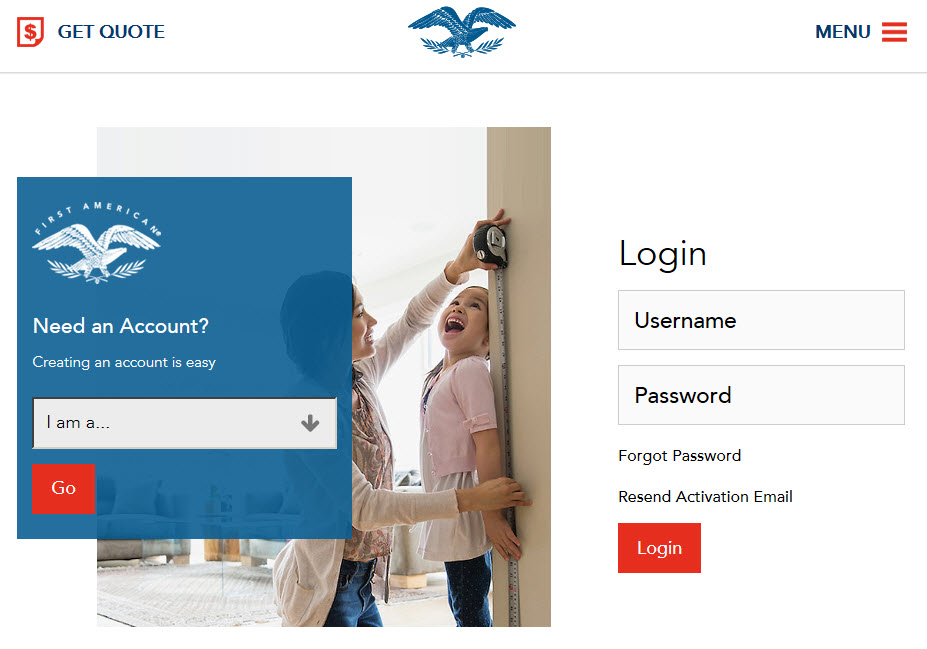 GET QUOTE
MENU
FIRST AMERICAN®
Need an Account?
Creating an account is easy
I am a...
Go
Login
Username
Password
Forgot Password
Resend Activation Email
Login